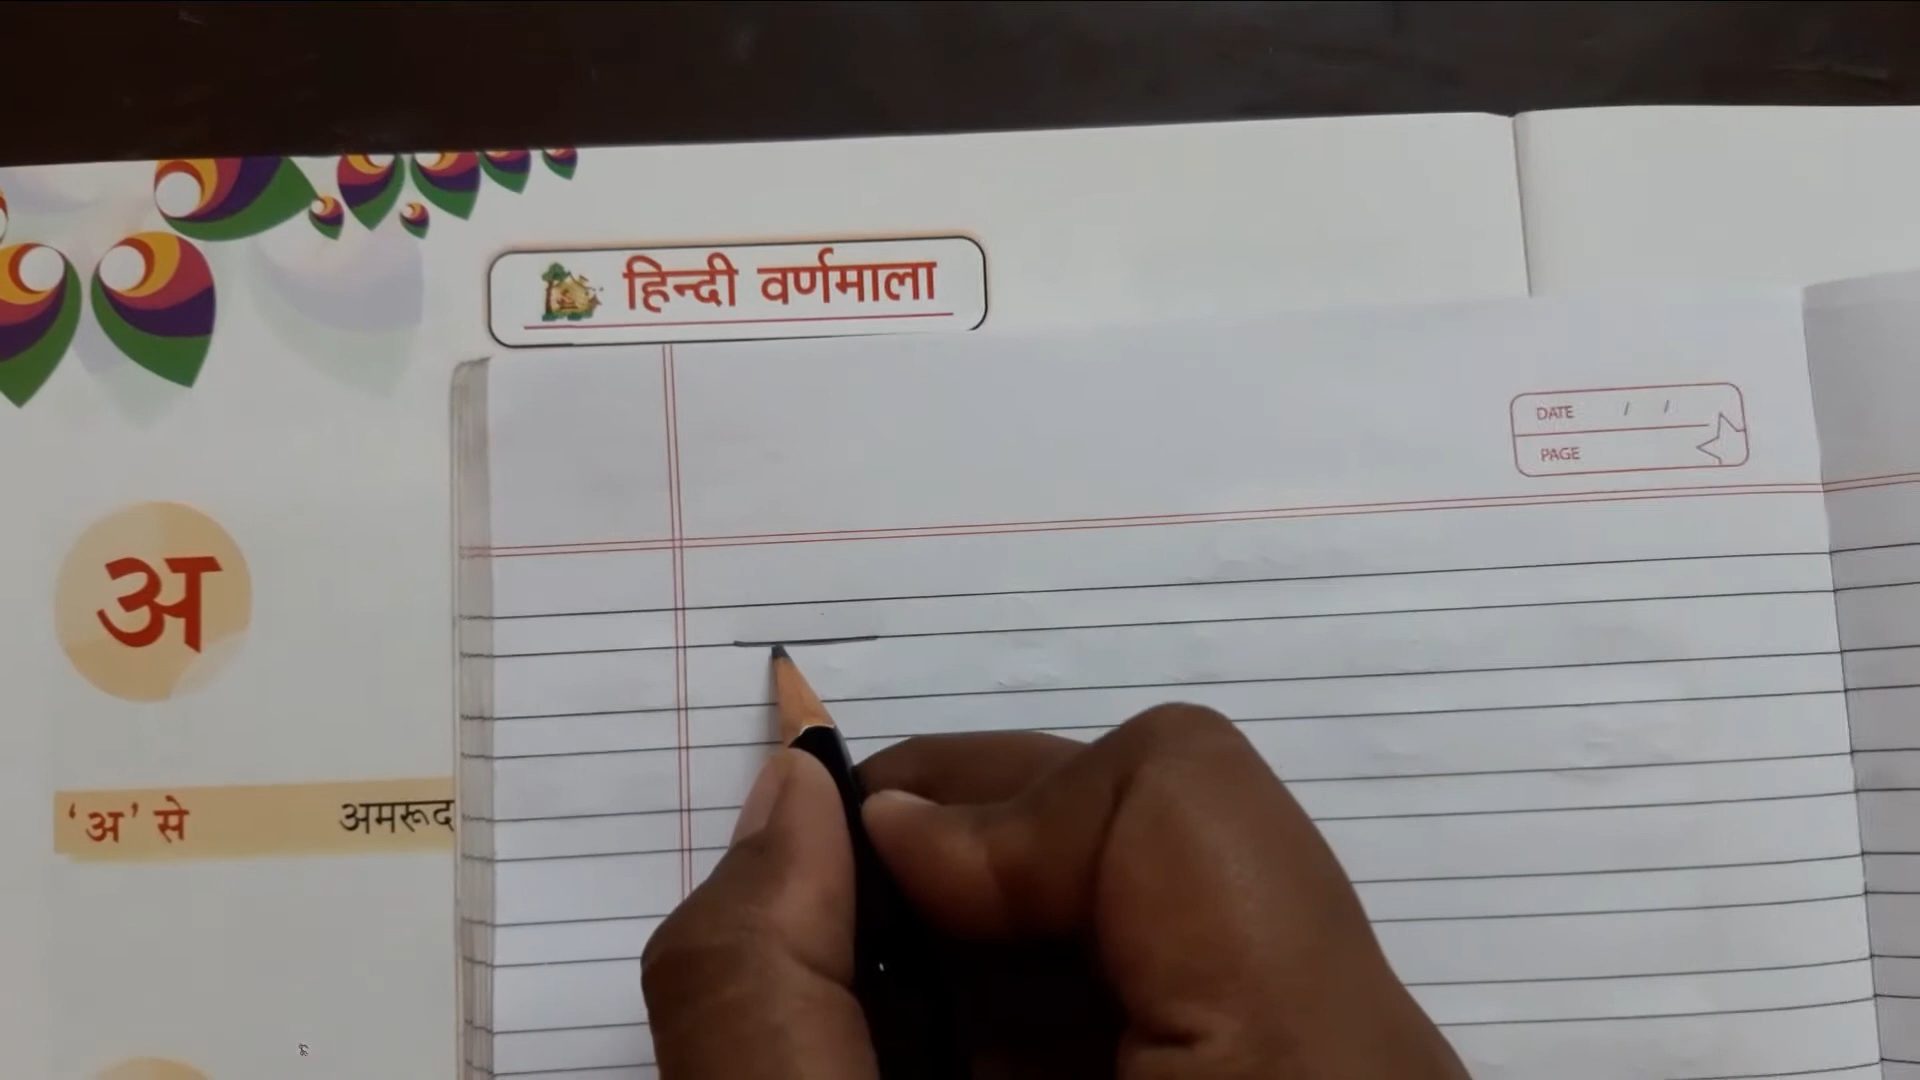 हिन्दी वर्णमाला
DATE / /
PAGE
अ
‘अ’ से अमरूद